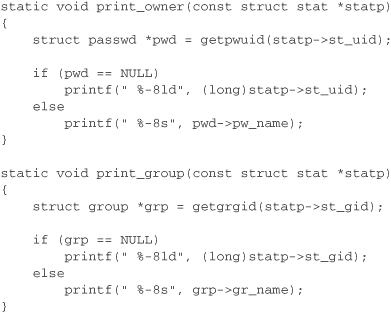 static void print_owner(const struct stat *statp)
{
    struct passwd *pwd = getpwuid(statp->st_uid);

    if (pwd == NULL)
        printf(" %-8ld", (long)statp->st_uid);
    else
        printf(" %-8s", pwd->pw_name);
}

static void print_group(const struct stat *statp)
{
    struct group *grp = getgrgid(statp->st_gid);

    if (grp == NULL)
        printf(" %-8ld", (long)statp->st_gid);
    else
        printf(" %-8s", grp->gr_name);
}